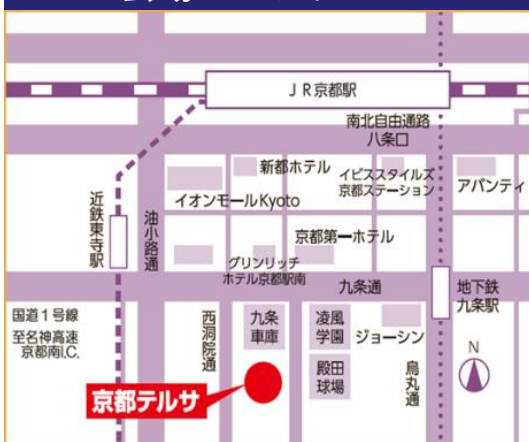 JR京都駅
南北自由通路
八条口
新都ホテル
イビススタイルズ
京都ステーション
アバンティ
イオンモールKyoto
近鉄東寺駅
油小路通
京都第一ホテル
グリンリッチ
ホテル京都駅南
九条通
地下鉄
九条駅
国道1号線
至名神高速
京都南I.C.
西洞院通
九条
車庫
凌風
学園
ジョーシン
殿田
球場
烏丸通
N
京都テルサ